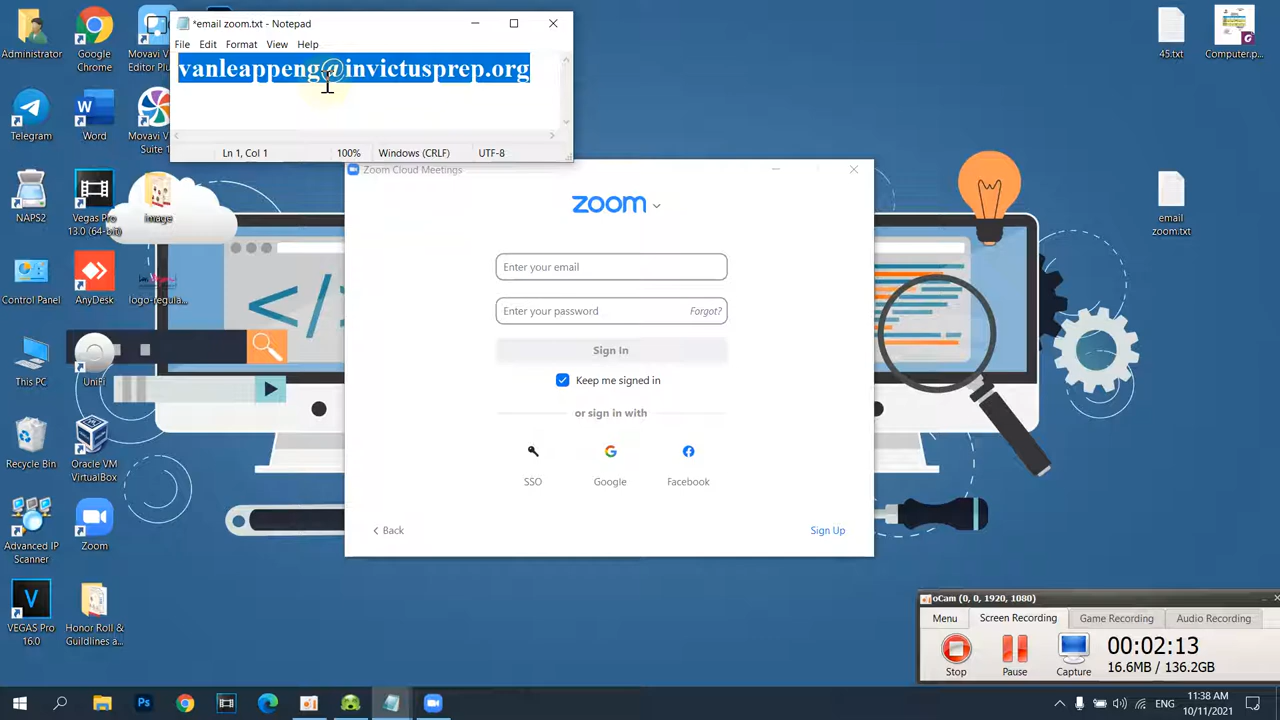 *email zoom.txt - Notepad
File Edit Format View Help
vanleappeng@invictusprep.org
Ln 1, Col 1 100% Windows (CRLF) UTF-8
Administrator
Google Chrome
Movavi Video
Editor Plu
Telegram
Word
Movavi V
Suite 1
NAPS2
Vegas Pro
13.0 (64-bit)
image
Control Panel
AnyDesk
logo-regula...
This PC
UniFi
Recycle Bin
Oracle VM
VirtualBox
Advanced IP
Scanner
Zoom
VEGAS Pro
16.0
Honor Roll &
Guildlines a...
45.txt
Computer.p...
email
zoom.txt
Zoom Cloud Meetings
zoom
Enter your email
Enter your password Forgot?
Sign In
Keep me signed in
or sign in with
SSO Google Facebook
Back Sign Up
oCam (0, 0, 1920, 1080)
Menu Screen Recording Game Recording Audio Recording
00:02:13
16.6MB / 136.2GB
Stop Pause Capture
ENG
11:38 AM
10/11/2021